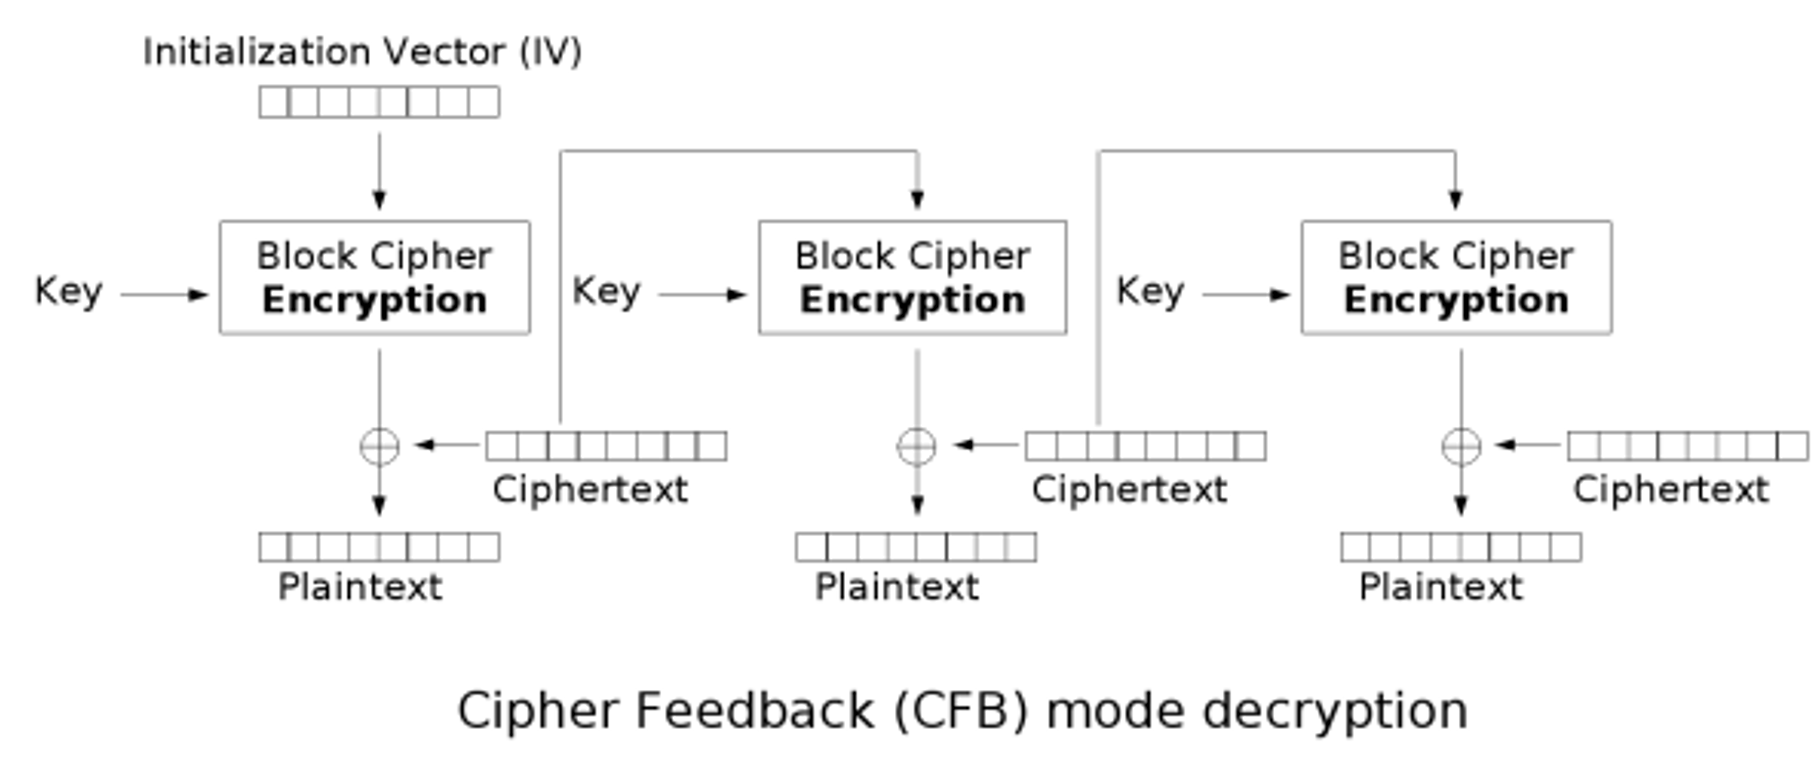 Initialization Vector (IV)
Key
Block Cipher
Encryption
Key
Block Cipher
Encryption
Key
Block Cipher
Encryption
Ciphertext
Ciphertext
Ciphertext
Plaintext
Plaintext
Plaintext
Cipher Feedback (CFB) mode decryption